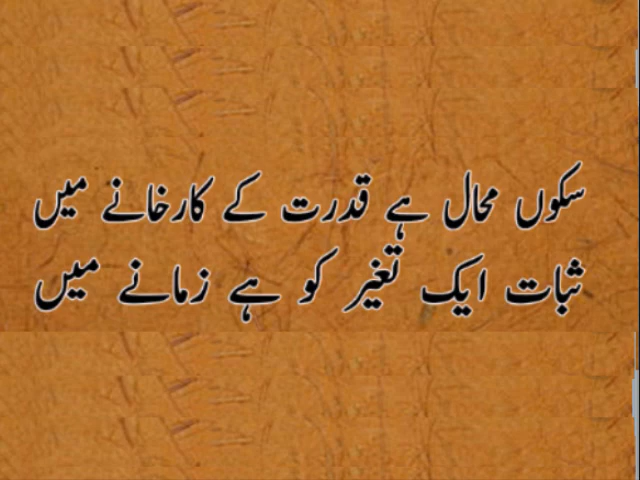 سکوں محال ہے قدرت کے کارخانے میں
ثبات ایک تغیر کو ہے زمانے میں